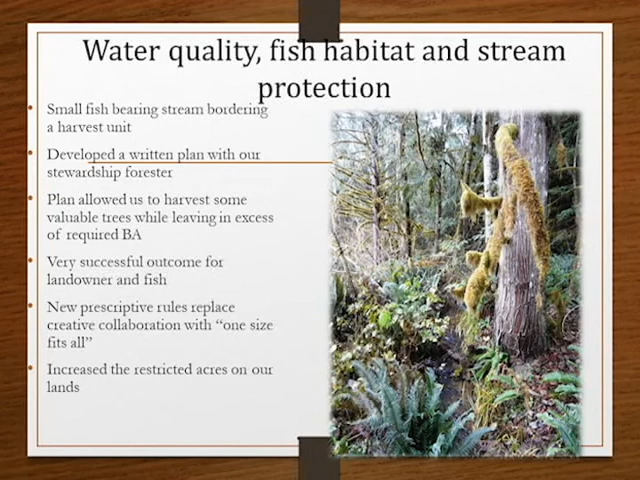 Water quality, fish habitat and stream
protection
• Small fish bearing stream bordering
a harvest unit
• Developed a written plan with our
stewardship forester
• Plan allowed us to harvest some
valuable trees while leaving in excess
of required BA
• Very successful outcome for
landowner and fish
• New prescriptive rules replace
creative collaboration with “one size
fits all”
• Increased the restricted acres on our
lands